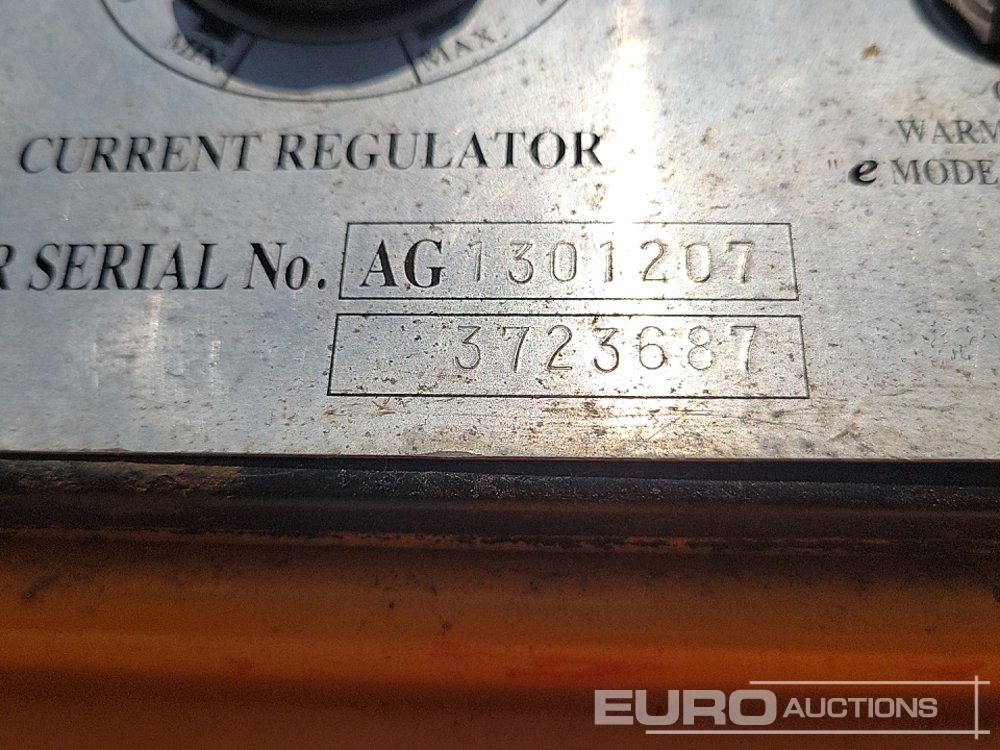 MIN. MAX.
CURRENT REGULATOR
WARM
"e MODE
R SERIAL No. AG 1301207
3723687
EURO AUCTIONS